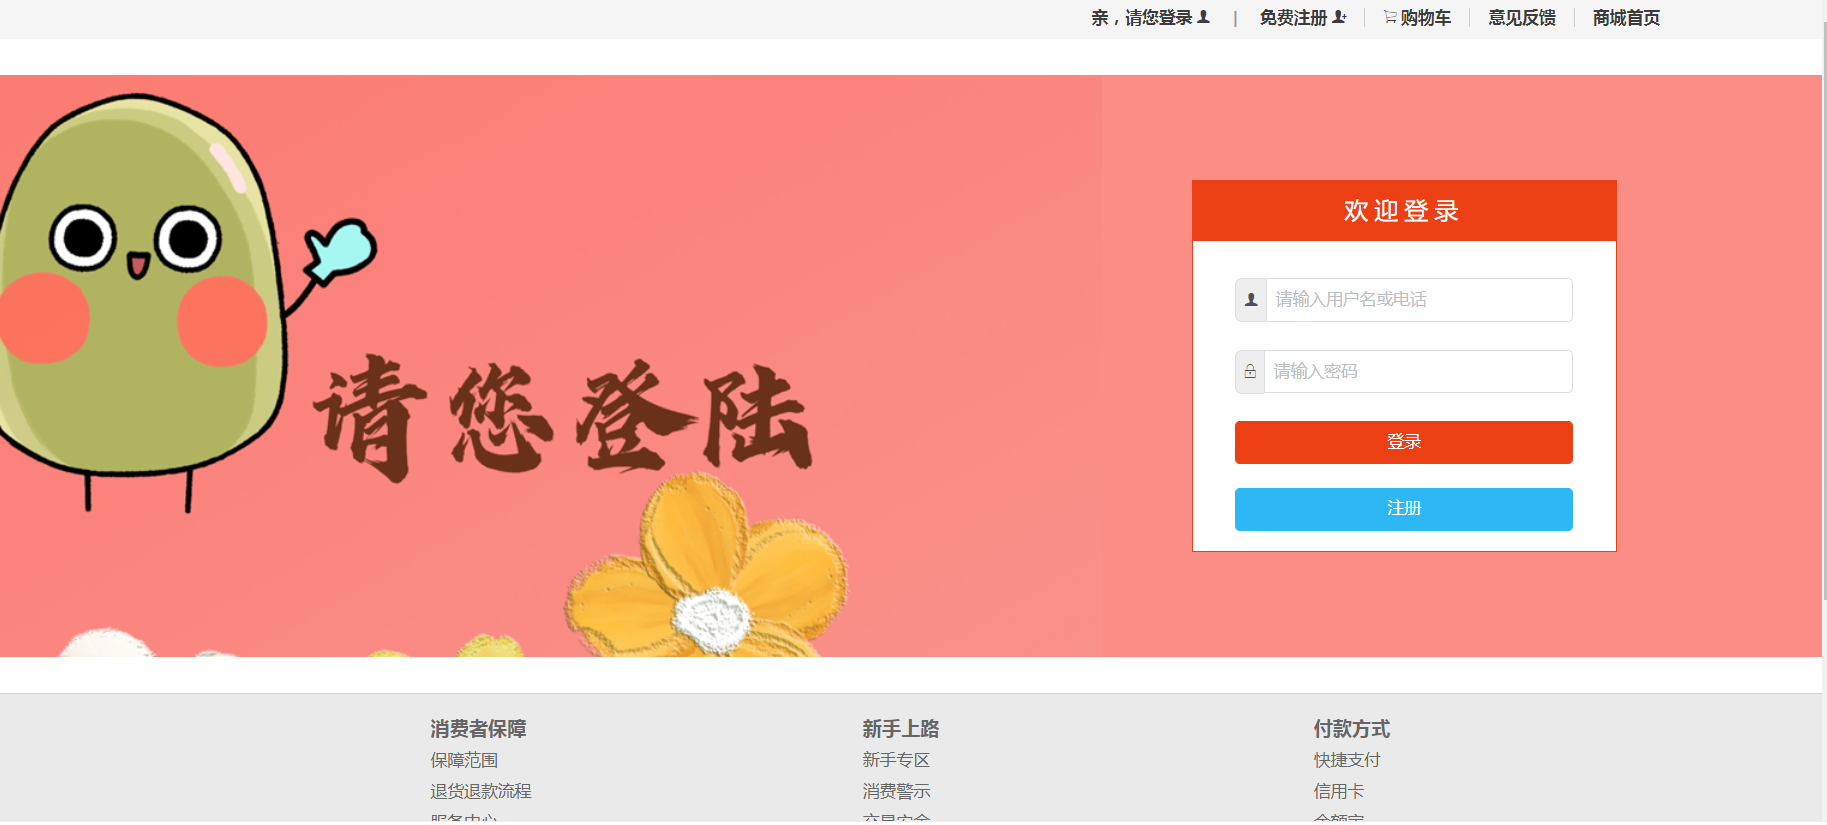 亲，请您登录 | 免费注册 购物车 意见反馈 商城首页
欢迎登录
请输入用户名或电话
请您登陆
请输入密码
登录
注册
消费者保障 新手上路 付款方式
保障范围 新手专区 快捷支付
退货退款流程 消费警示 信用卡